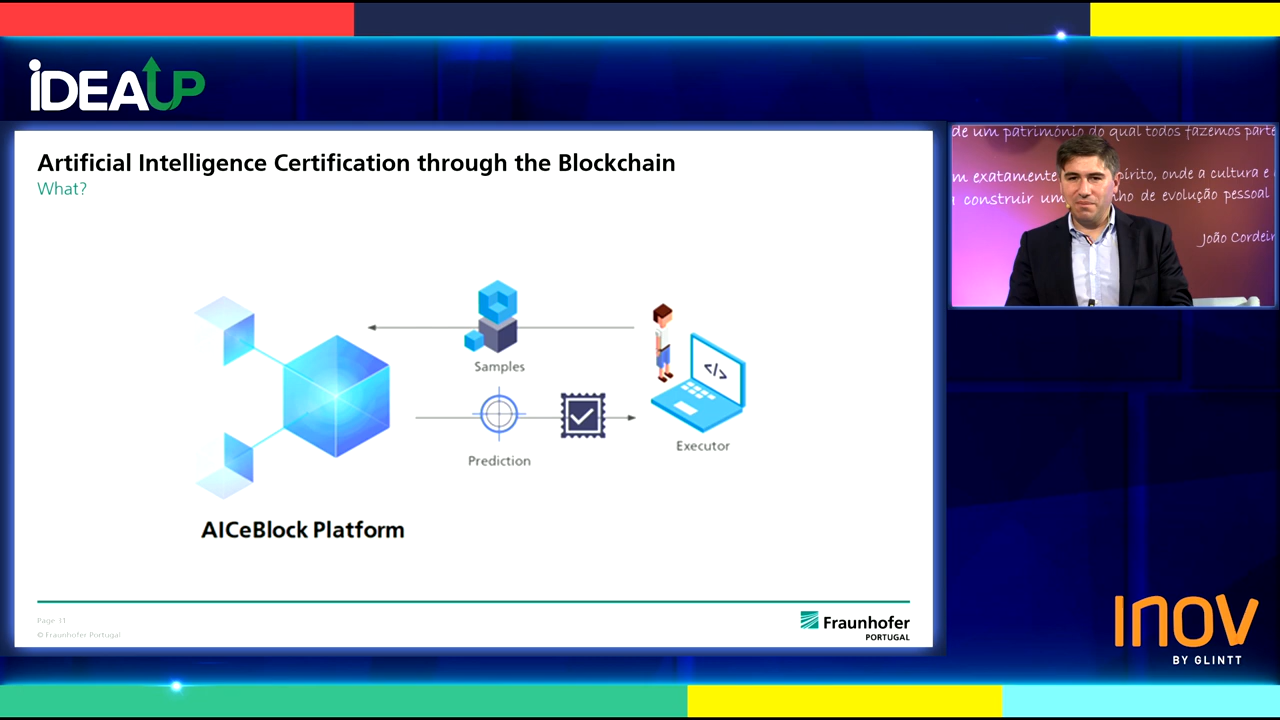 iDEAUP
Artificial Intelligence Certification through the Blockchain
What?
Samples
Prediction
Executor
AICeBlock Platform
Page 31
© Fraunhofer Portugal
Fraunhofer
PORTUGAL
de um património do qual todos fazemos parte
m exatamente
pírito, onde a cultura e
construir um
nho de evolução pessoal
João Cordeir
INOV
BY GLINTT